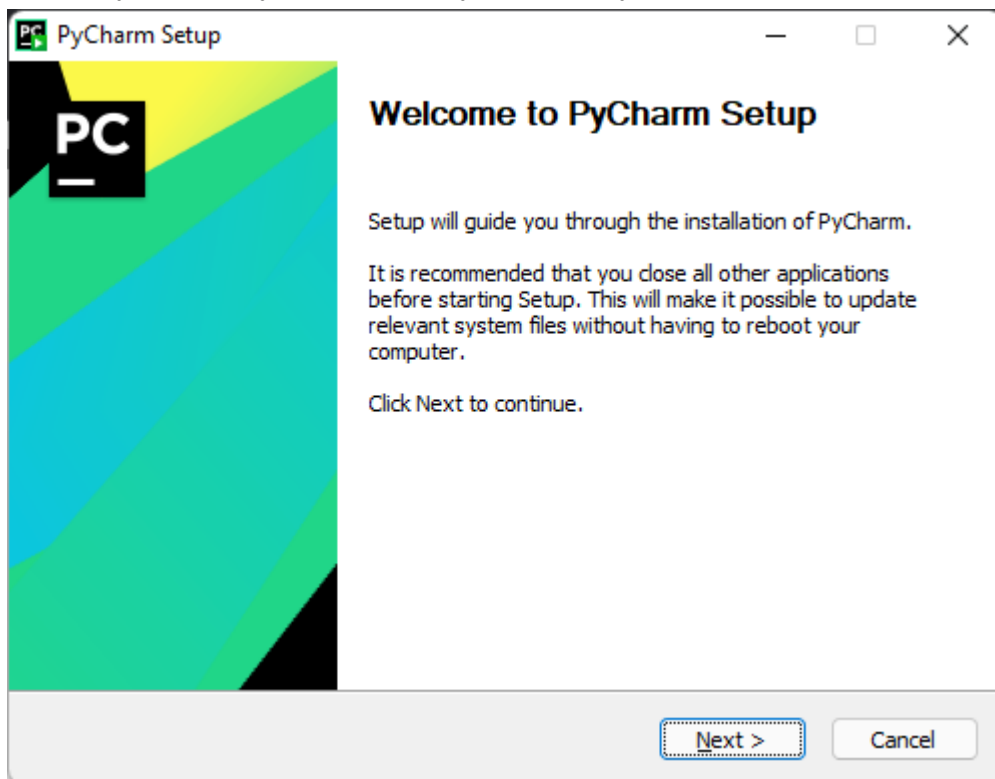 PyCharm Setup
PC
Welcome to PyCharm Setup
Setup will guide you through the installation of PyCharm.
It is recommended that you close all other applications
before starting Setup. This will make it possible to update
relevant system files without having to reboot your
computer.
Click Next to continue.
Next >
Cancel